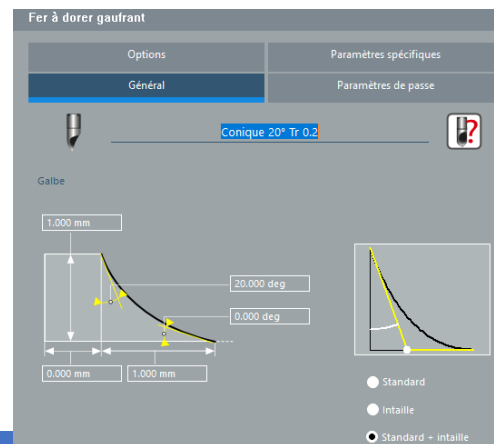 Fer à dorer gaufrant
Options
Paramètres spécifiques
Général
Paramètres de passe
Conique 20° Tr 0.2
?
Galbe
1.000 mm
20.000 deg
0.000 deg
0.000 mm
1.000 mm
Standard
Intaille
Standard + intaille